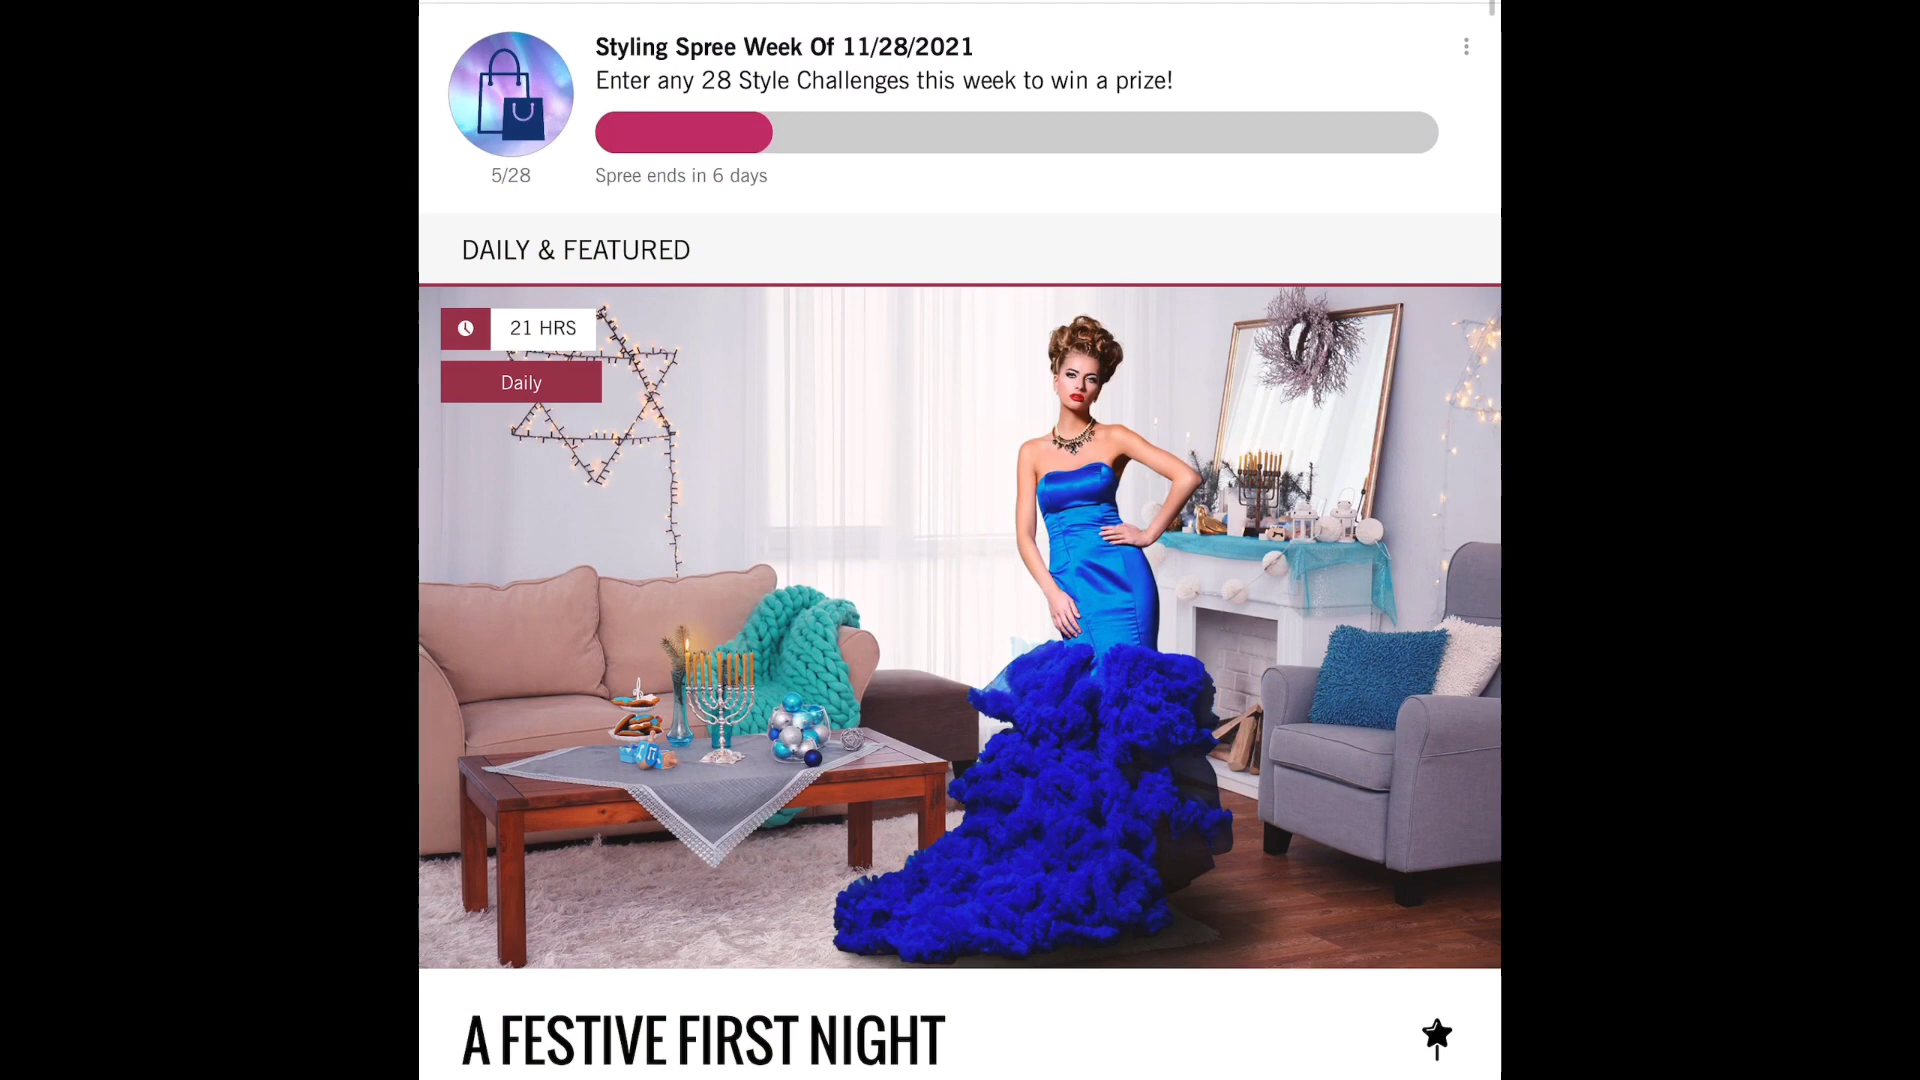 Styling Spree Week Of 11/28/2021
Enter any 28 Style Challenges this week to win a prize!
5/28
Spree ends in 6 days
DAILY & FEATURED
21 HRS
Daily
A FESTIVE FIRST NIGHT